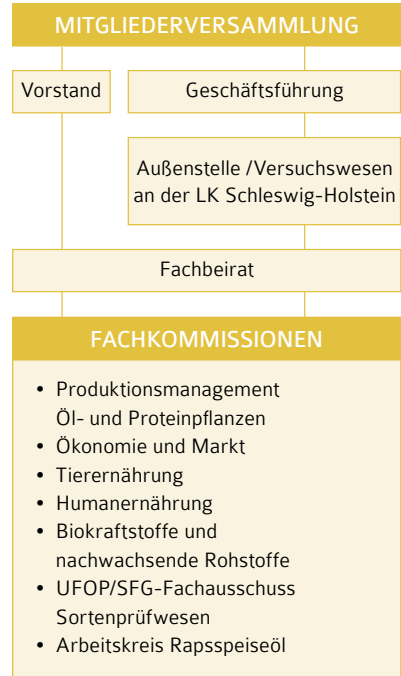 MITGLIEDERVERSAMMLUNG
Vorstand
Geschäftsführung
Außenstelle /Versuchswesen
an der LK Schleswig-Holstein
Fachbeirat
FACHKOMMISSIONEN
• Produktionsmanagement
Öl- und Proteinpflanzen
• Ökonomie und Markt
• Tierernährung
• Humanernährung
• Biokraftstoffe und
nachwachsende Rohstoffe
• UFOP/SFG-Fachausschuss
Sortenprüfwesen
• Arbeitskreis Rapsspeiseöl